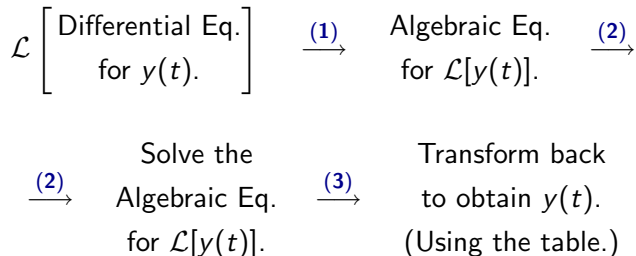 ℒ [ Differential Eq. for y(t). ] (1) ⟶ Algebraic Eq. for ℒ[y(t)]. (2) ⟶
(2) ⟶ Solve the Algebraic Eq. for ℒ[y(t)]. (3) ⟶ Transform back to obtain y(t). (Using the table.)